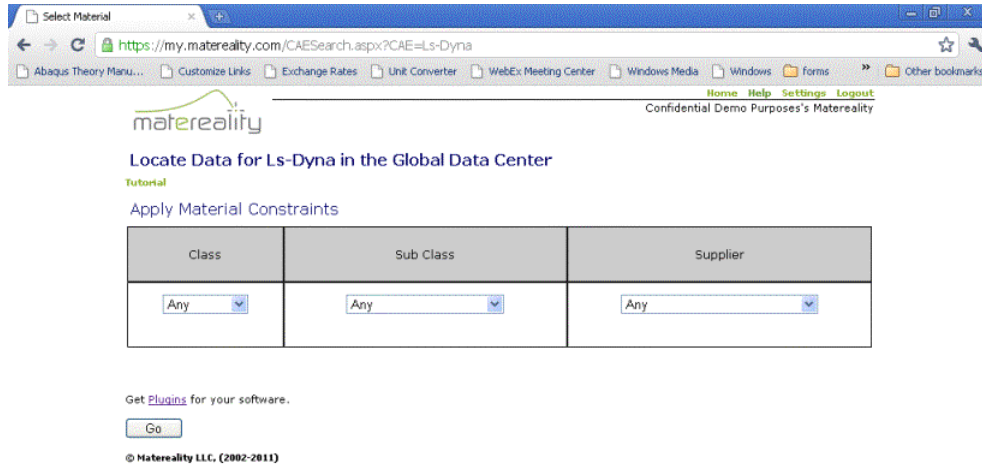 Select Material
https://my.matereality.com/CAESearch.aspx?CAE=Ls-Dyna
Abaqus Theory Manu... Customize Links Exchange Rates Unit Converter WebEx Meeting Center Windows Media Windows forms » Other bookmarks
Home Help Settings Logout
matereality
Confidential Demo Purposes's Matereality
Locate Data for Ls-Dyna in the Global Data Center
Tutorial
Apply Material Constraints
Class Sub Class Supplier
Any Any Any
Get Plugins for your software.
Go
© Matereality LLC, (2002-2011)